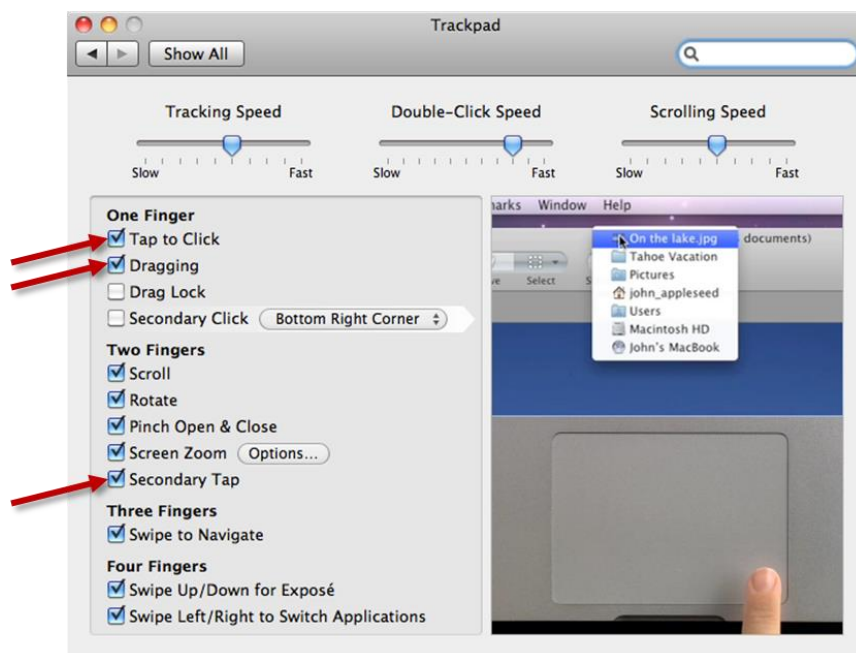 Trackpad
Show All
Tracking Speed
Double-Click Speed
Scrolling Speed
Slow Fast
Slow Fast
Slow Fast
One Finger
Tap to Click
Dragging
Drag Lock
Secondary Click Bottom Right Corner
Two Fingers
Scroll
Rotate
Pinch Open & Close
Screen Zoom Options...
Secondary Tap
Three Fingers
Swipe to Navigate
Four Fingers
Swipe Up/Down for Exposé
Swipe Left/Right to Switch Applications
arks Window Help
On the lake.jpg documents)
Select
Tahoe Vacation
Pictures
john_appleseed
Users
Macintosh HD
John's MacBook